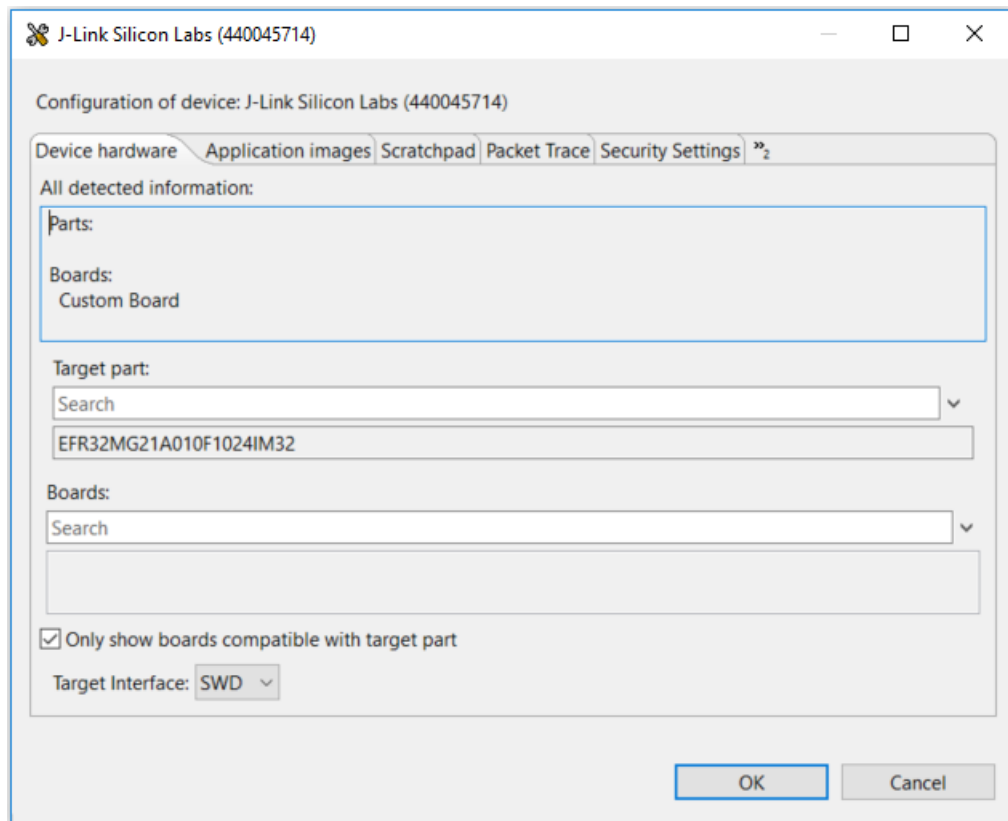 J-Link Silicon Labs (440045714)
Configuration of device: J-Link Silicon Labs (440045714)
Device hardware Application images Scratchpad Packet Trace Security Settings »2
All detected information:
Parts:
Boards:
Custom Board
Target part:
Search
EFR32MG21A010F1024IM32
Boards:
Search
Only show boards compatible with target part
Target Interface: SWD
OK Cancel